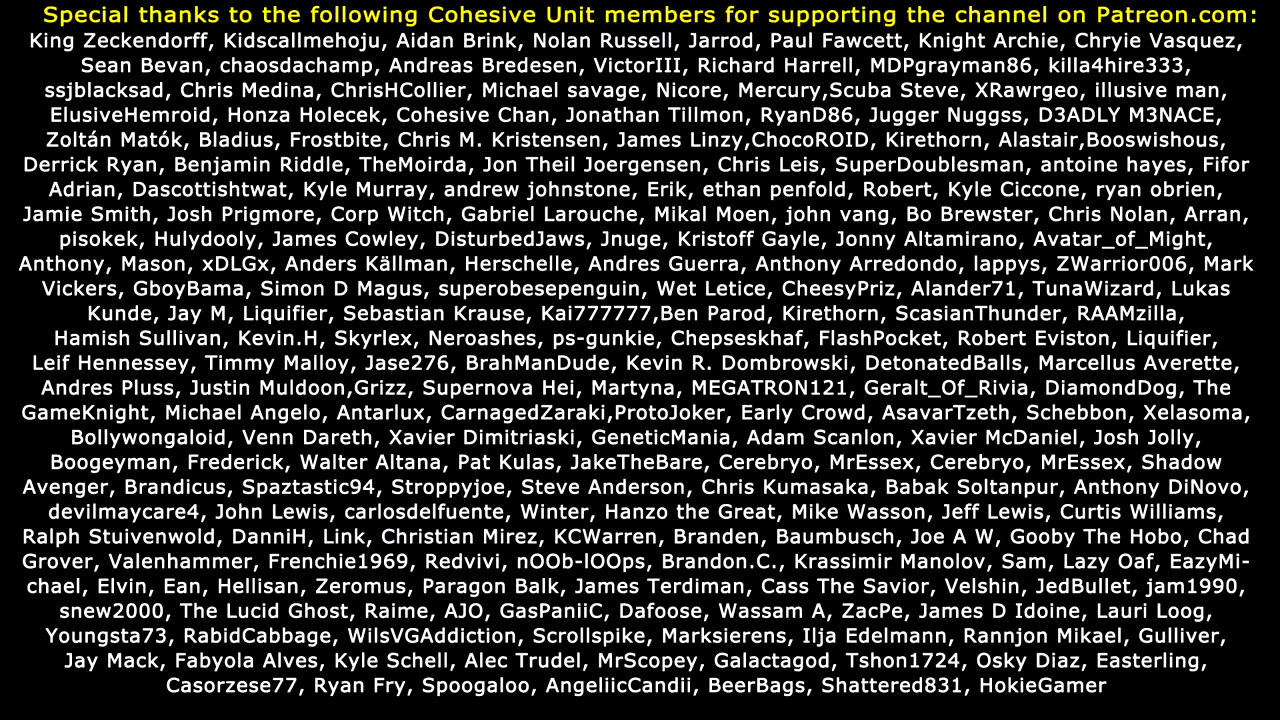 Special thanks to the following Cohesive Unit members for supporting the channel on Patreon.com:
King Zeckendorff, Kidscallmehoju, Aidan Brink, Nolan Russell, Jarrod, Paul Fawcett, Knight Archie, Chryie Vasquez,
Sean Bevan, chaosdachamp, Andreas Bredesen, VictorIII, Richard Harrell, MDPgrayman86, killa4hire333,
ssjblacksad, Chris Medina, ChrisHCollier, Michael savage, Nicore, Mercury,Scuba Steve, XRawrgeo, illusive man,
ElusiveHemroid, Honza Holecek, Cohesive Chan, Jonathan Tillmon, RyanD86, Jugger Nuggss, D3ADLY M3NACE,
Zoltán Matók, Bladius, Frostbite, Chris M. Kristensen, James Linzy,ChocoROID, Kirethorn, Alastair,Booswishous,
Derrick Ryan, Benjamin Riddle, TheMoirda, Jon Theil Joergensen, Chris Leis, SuperDoublesman, antoine hayes, Fifor
Adrian, Dascottishtwat, Kyle Murray, andrew johnstone, Erik, ethan penfold, Robert, Kyle Ciccone, ryan obrien,
Jamie Smith, Josh Prigmore, Corp Witch, Gabriel Larouche, Mikal Moen, john vang, Bo Brewster, Chris Nolan, Arran,
pisokek, Hulydooly, James Cowley, DisturbedJaws, Jnuge, Kristoff Gayle, Jonny Altamirano, Avatar_of_Might,
Anthony, Mason, xDLGx, Anders Källman, Herschelle, Andres Guerra, Anthony Arredondo, lappys, ZWarrior006, Mark
Vickers, GboyBama, Simon D Magus, superobesepenguin, Wet Letice, CheesyPriz, Alander71, TunaWizard, Lukas
Kunde, Jay M, Liquifier, Sebastian Krause, Kai777777,Ben Parod, Kirethorn, ScasianThunder, RAAMzilla,
Hamish Sullivan, Kevin.H, Skyrlex, Neroashes, ps-gunkie, Chepseskhaf, FlashPocket, Robert Eviston, Liquifier,
Leif Hennessey, Timmy Malloy, Jase276, BrahManDude, Kevin R. Dombrowski, DetonatedBalls, Marcellus Averette,
Andres Pluss, Justin Muldoon,Grizz, Supernova Hei, Martyna, MEGATRON121, Geralt_Of_Rivia, DiamondDog, The
GameKnight, Michael Angelo, Antarlux, CarnagedZaraki,ProtoJoker, Early Crowd, AsavarTzeth, Schebbon, Xelasoma,
Bollywongaloid, Venn Dareth, Xavier Dimitriaski, GeneticMania, Adam Scanlon, Xavier McDaniel, Josh Jolly,
Boogeyman, Frederick, Walter Altana, Pat Kulas, JakeTheBare, Cerebryo, MrEssex, Cerebryo, MrEssex, Shadow
Avenger, Brandicus, Spaztastic94, Stroppyjoe, Steve Anderson, Chris Kumasaka, Babak Soltanpur, Anthony DiNovo,
devilmaycare4, John Lewis, carlosdelfuente, Winter, Hanzo the Great, Mike Wasson, Jeff Lewis, Curtis Williams,
Ralph Stuivenwold, DanniH, Link, Christian Mirez, KCWarren, Branden, Baumbusch, Joe A W, Gooby The Hobo, Chad
Grover, Valenhammer, Frenchie1969, Redvivi, nOOb-lOOps, Brandon.C., Krassimir Manolov, Sam, Lazy Oaf, EazyMi-
chael, Elvin, Ean, Hellisan, Zeromus, Paragon Balk, James Terdiman, Cass The Savior, Velshin, JedBullet, jam1990,
snew2000, The Lucid Ghost, Raime, AJO, GasPaniiC, Dafoose, Wassam A, ZacPe, James D Idoine, Lauri Loog,
Youngsta73, RabidCabbage, WilsVGAddiction, Scrollspike, Marksierens, Ilja Edelmann, Rannjon Mikael, Gulliver,
Jay Mack, Fabyola Alves, Kyle Schell, Alec Trudel, MrScopey, Galactagod, Tshon1724, Osky Diaz, Easterling,
Casorzese77, Ryan Fry, Spoogaloo, AngeliicCandii, BeerBags, Shattered831, HokieGamer